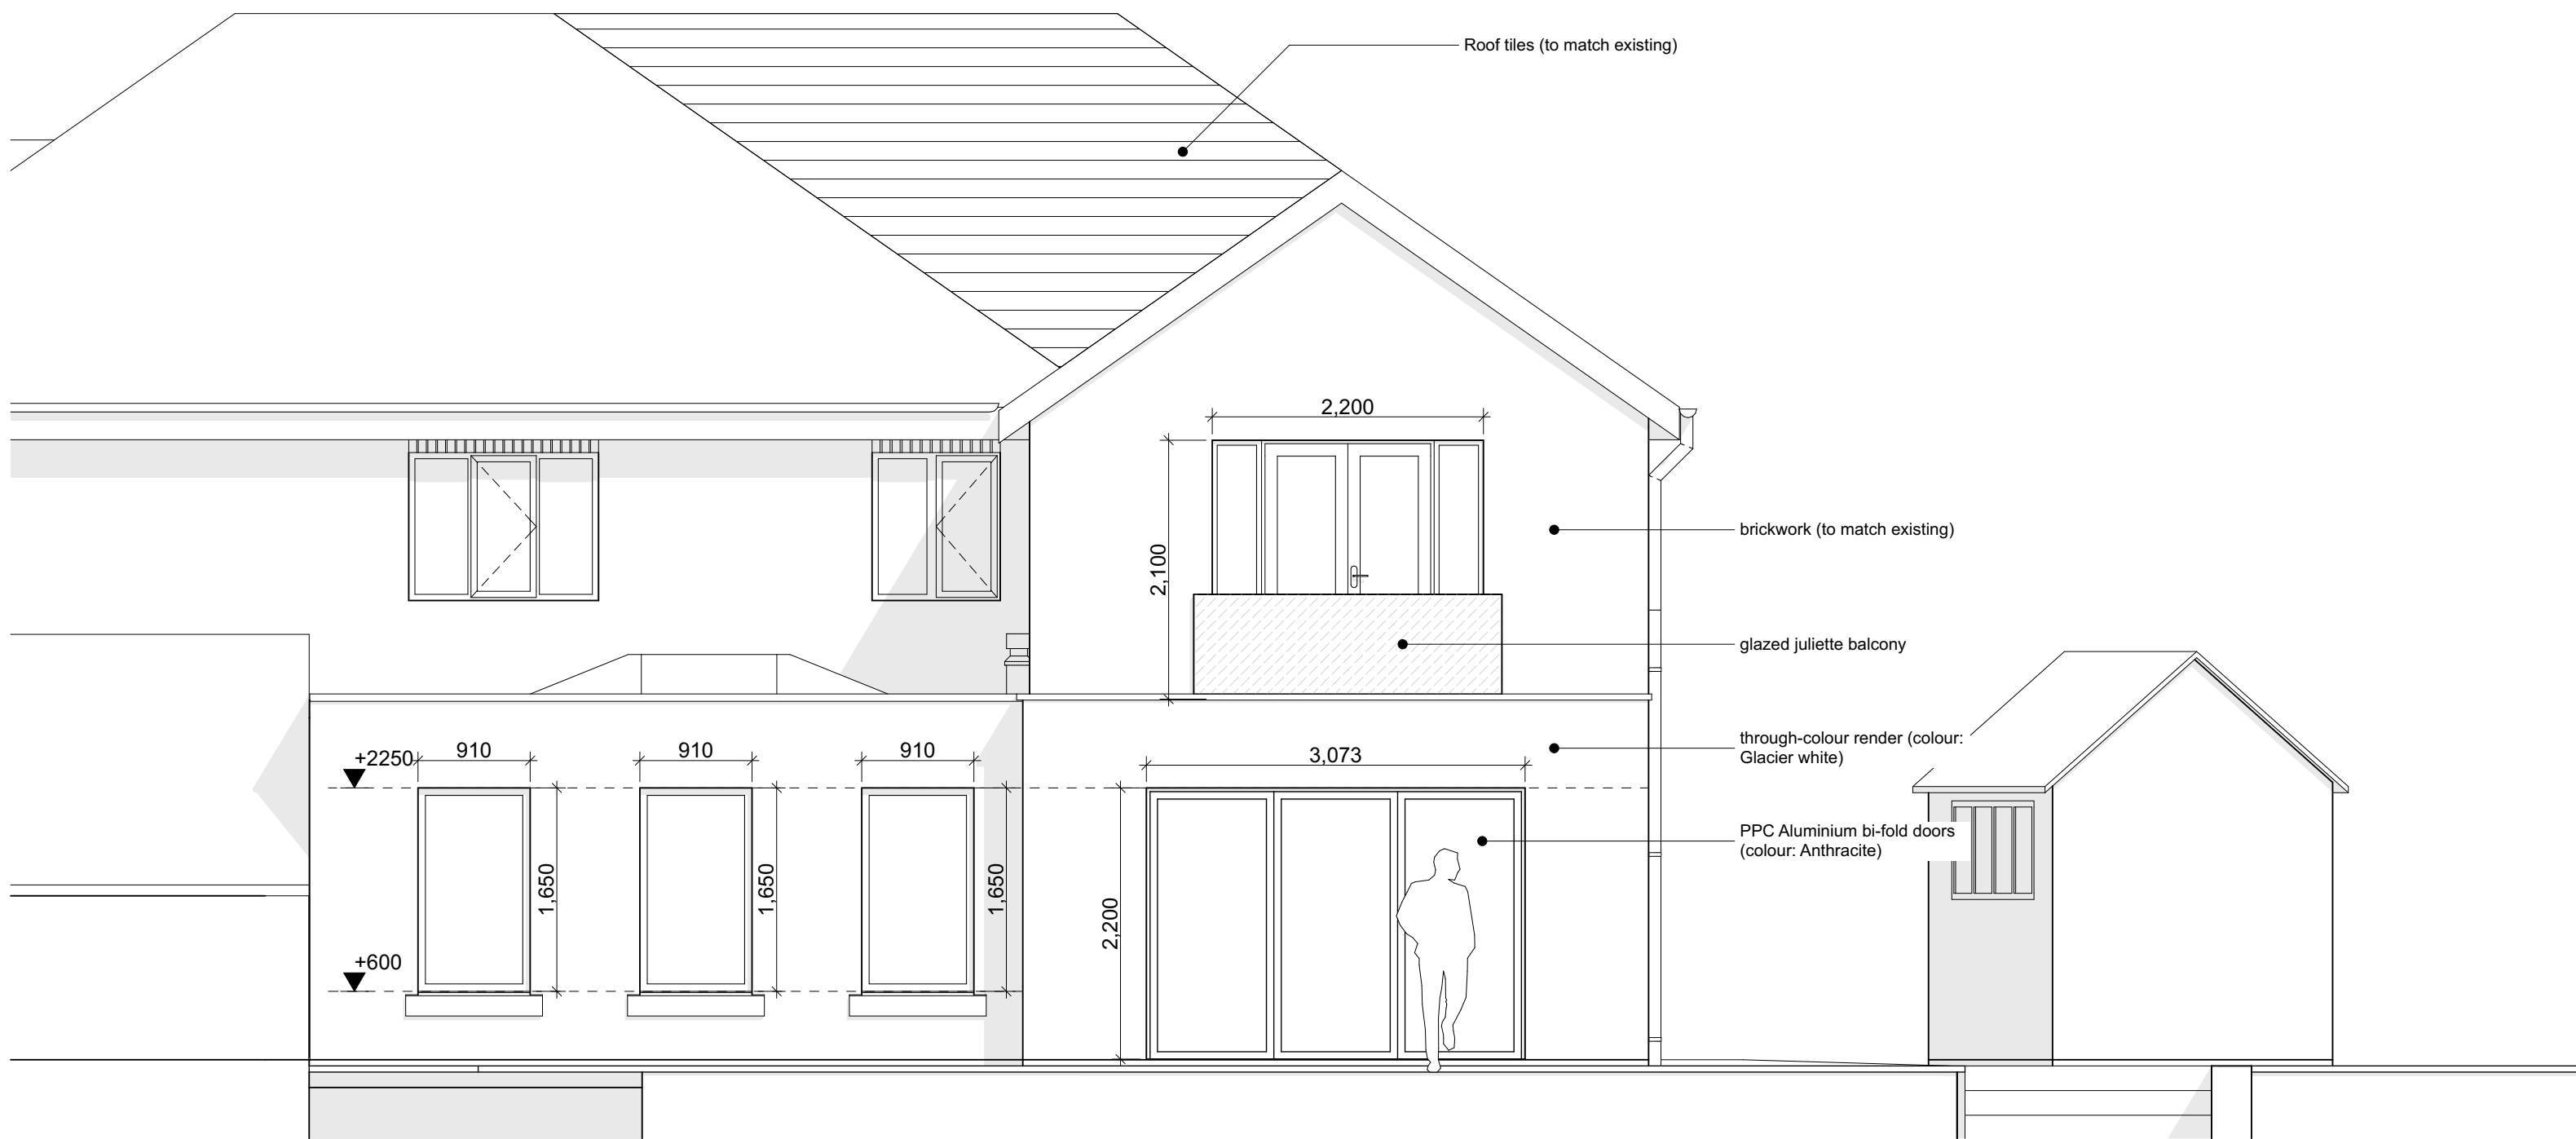 Roof tiles (to match existing)
2,200
brickwork (to match existing)
2,100
glazed juliette balcony
through-colour render (colour:
Glacier white)
+2250
910
910
910
3,073
PPC Aluminium bi-fold doors
(colour: Anthracite)
1,650
1,650
1,650
2,200
+600